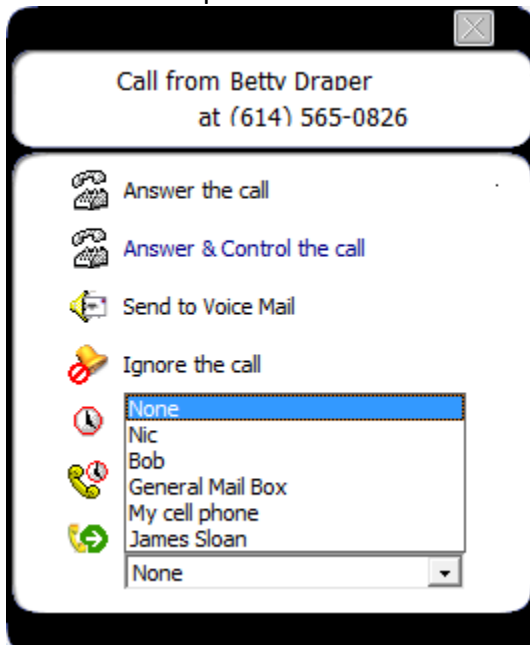 Call from Betty Draper
at (614) 565-0826
Answer the call
Answer & Control the call
Send to Voice Mail
Ignore the call
None
Nic
Bob
General Mail Box
My cell phone
James Sloan
None